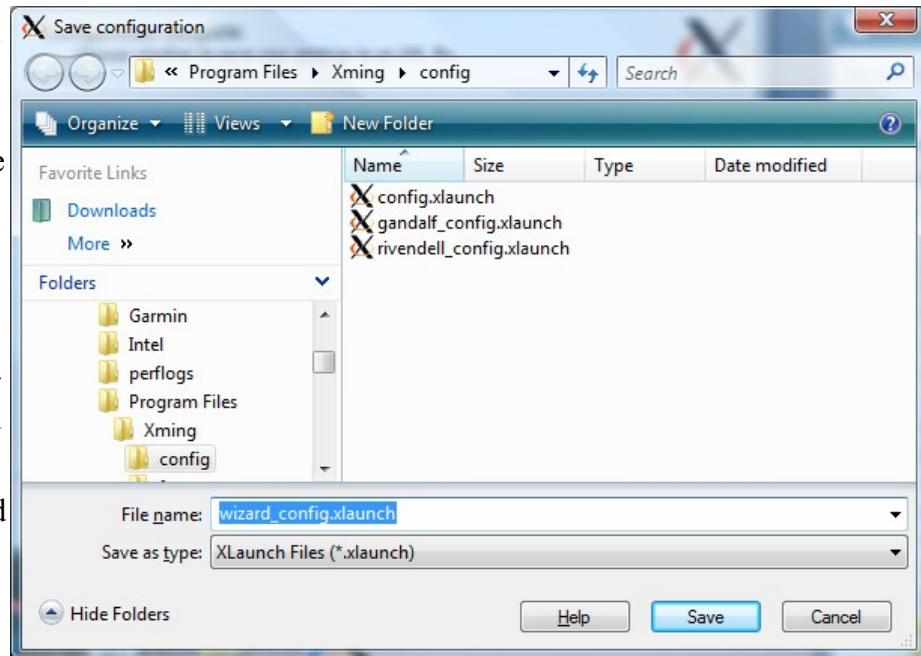 Save configuration
« Program Files Xming config Search
Organize Views New Folder
Favorite Links
Downloads
More »
Folders
Garmin
Intel
perflogs
Program Files
Xming
config
Name Size Type Date modified
config.xlaunch
gandalf_config.xlaunch
rivendell_config.xlaunch
File name: wizard_config.xlaunch
Save as type: XLaunch Files (*.xlaunch)
Hide Folders Help Save Cancel